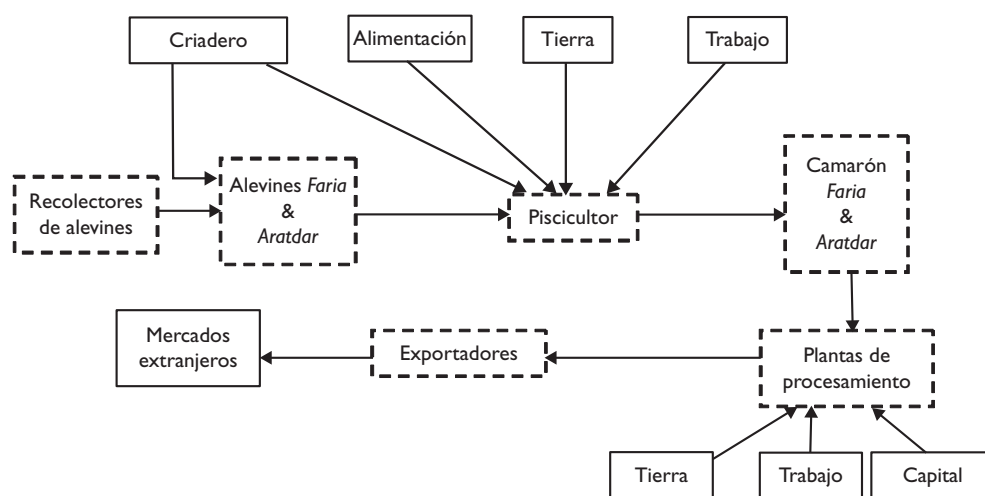 Criadero
Alimentación
Tierra
Trabajo
Recolectores
de alevines
Alevines Faria
&
Aratdar
Piscicultor
Camarón
Faria
&
Aratdar
Mercados
extranjeros
Exportadores
Plantas de
procesamiento
Tierra
Trabajo
Capital